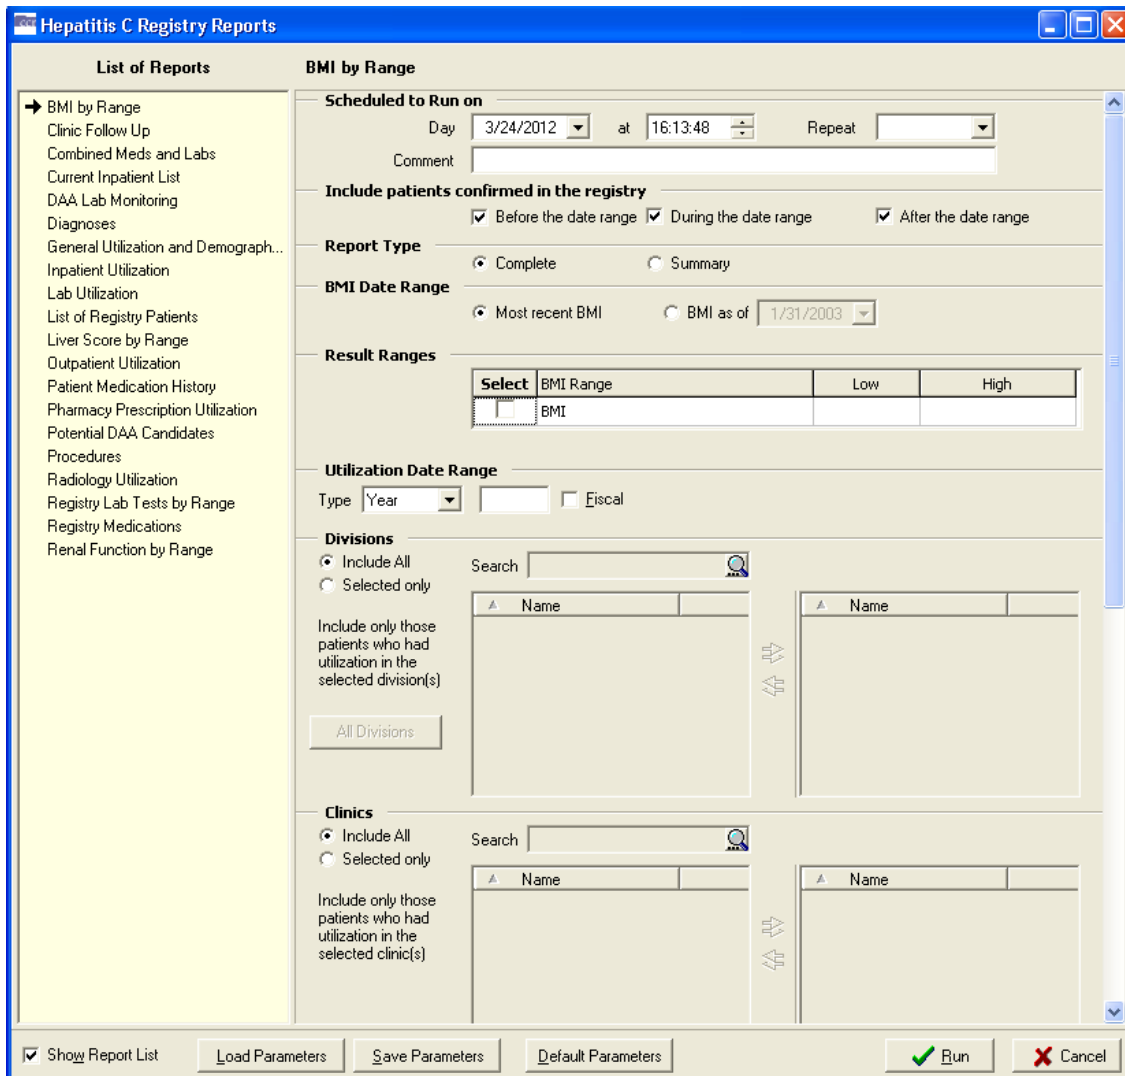 CCR Hepatitis C Registry Reports
List of Reports
BMI by Range
Clinic Follow Up
Combined Meds and Labs
Current Inpatient List
DAA Lab Monitoring
Diagnoses
General Utilization and Demograph...
Inpatient Utilization
Lab Utilization
List of Registry Patients
Liver Score by Range
Outpatient Utilization
Patient Medication History
Pharmacy Prescription Utilization
Potential DAA Candidates
Procedures
Radiology Utilization
Registry Lab Tests by Range
Registry Medications
Renal Function by Range
BMI by Range
Scheduled to Run on
Day 3/24/2012 at 16:13:48 Repeat
Comment
Include patients confirmed in the registry
Before the date range During the date range After the date range
Report Type
Complete Summary
BMI Date Range
Most recent BMI BMI as of 1/31/2003
Result Ranges
Select BMI Range Low High
BMI
Utilization Date Range
Type Year Fiscal
Divisions
Include All Search
Selected only
Name Name
Include only those
patients who had
utilization in the
selected division(s)
All Divisions
Clinics
Include All Search
Selected only
Name Name
Include only those
patients who had
utilization in the
selected clinic(s)
Show Report List Load Parameters Save Parameters Default Parameters Run Cancel